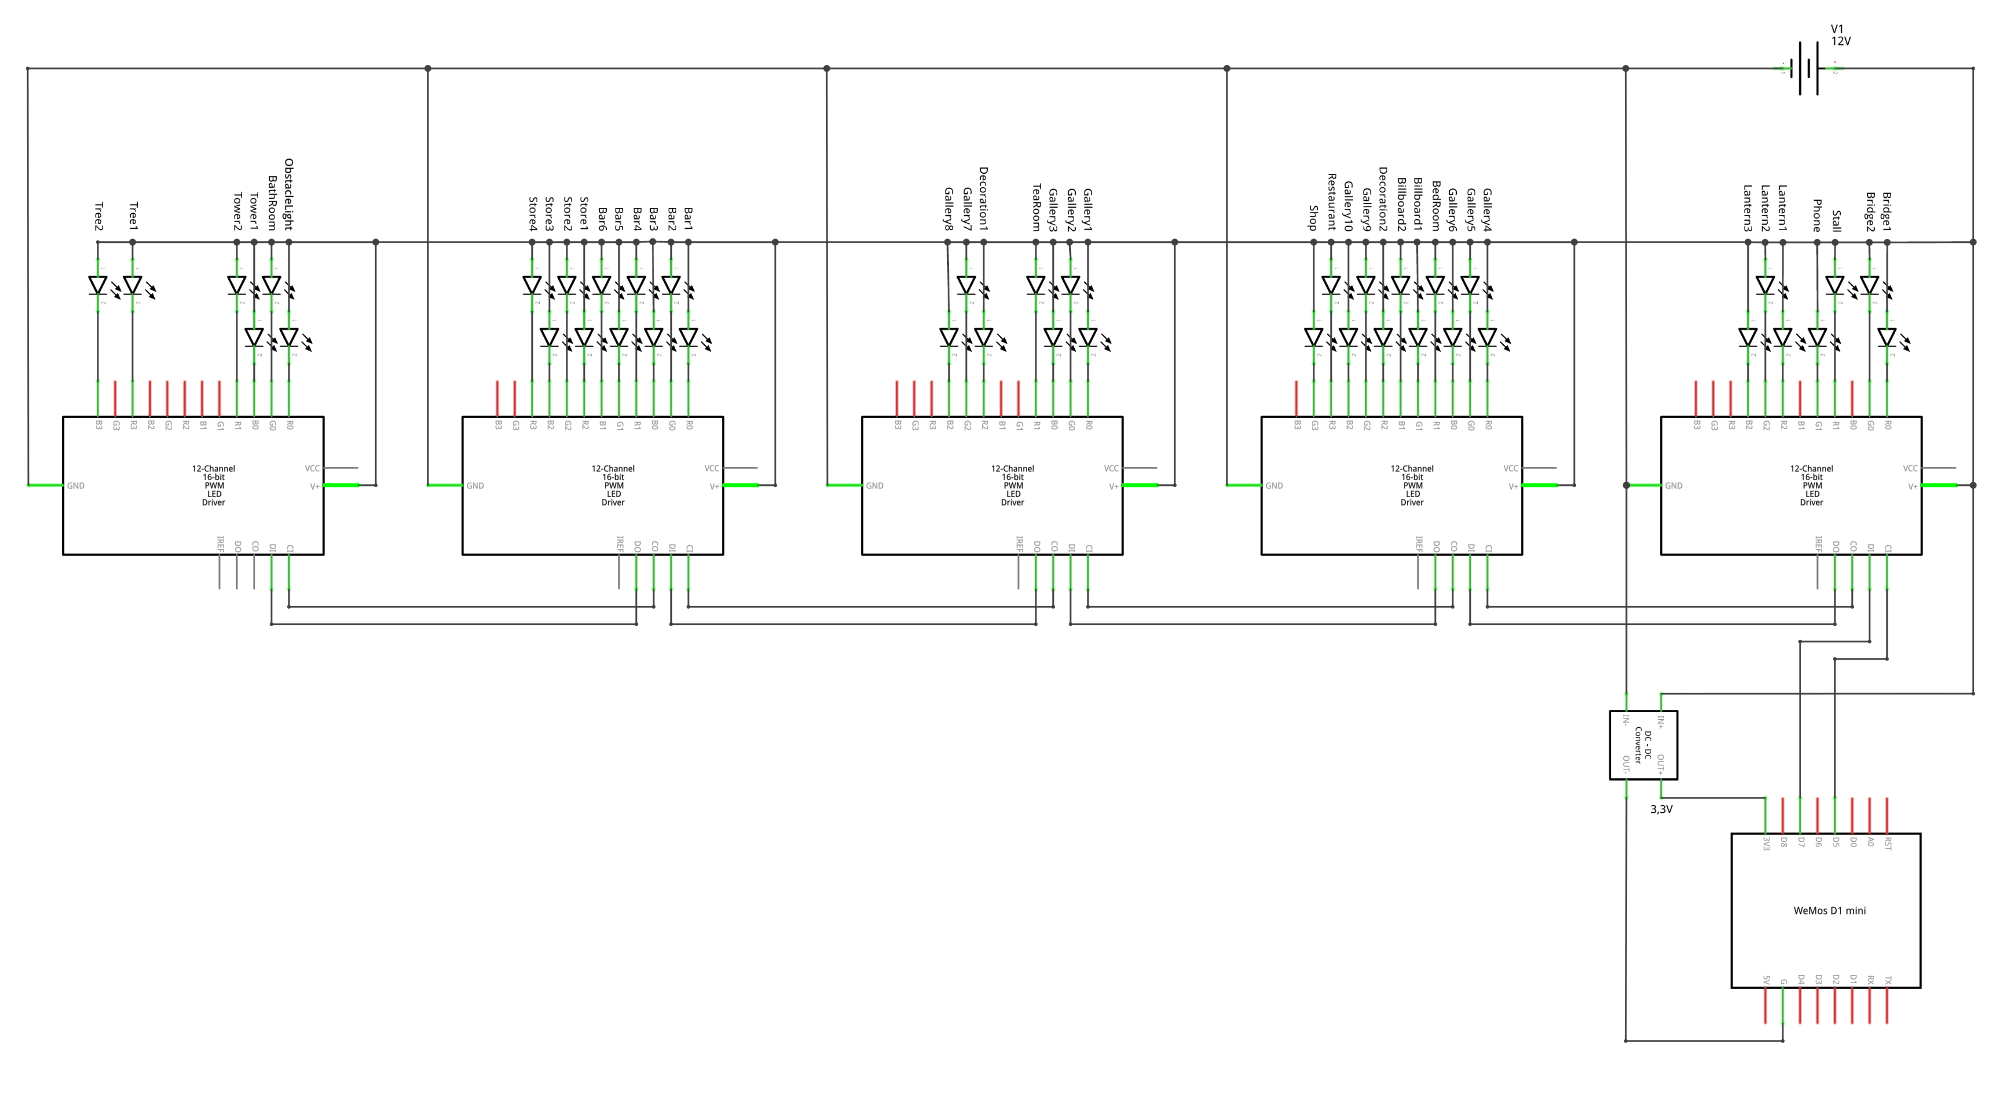 V1
12V
Tree2
Tree1
Tower2
Tower1
BathRoom
ObstacleLight
Store4
Store3
Store2
Store1
Bar6
Bar5
Bar4
Bar3
Bar2
Bar1
Gallery8
Gallery7
Decoration1
TeaRoom
Gallery3
Gallery2
Gallery1
Shop
Restaurant
Gallery10
Gallery9
Decoration2
Billboard2
Billboard1
BedRoom
Gallery6
Gallery5
Gallery4
Lantern3
Lantern2
Lantern1
Phone
Stall
Bridge2
Bridge1
B3 G3 R3 B2 G2 R2 B1 G1 R1 B0 G0 R0
12-Channel
16-bit
PWM
LED
Driver
GND
VCC
V+
IREF DO CO DI CI
B3 G3 R3 B2 G2 R2 B1 G1 R1 B0 G0 R0
12-Channel
16-bit
PWM
LED
Driver
GND
VCC
V+
IREF DO CO DI CI
B3 G3 R3 B2 G2 R2 B1 G1 R1 B0 G0 R0
12-Channel
16-bit
PWM
LED
Driver
GND
VCC
V+
IREF DO CO DI CI
B3 G3 R3 B2 G2 R2 B1 G1 R1 B0 G0 R0
12-Channel
16-bit
PWM
LED
Driver
GND
VCC
V+
IREF DO CO DI CI
B3 G3 R3 B2 G2 R2 B1 G1 R1 B0 G0 R0
12-Channel
16-bit
PWM
LED
Driver
GND
VCC
V+
IREF DO CO DI CI
IN- IN+
DC - DC
Converter
OUT- OUT+
3,3V
3V3 D8 D7 D6 D5 D0 A0 RST
WeMos D1 mini
5V G D4 D3 D2 D1 RX TX